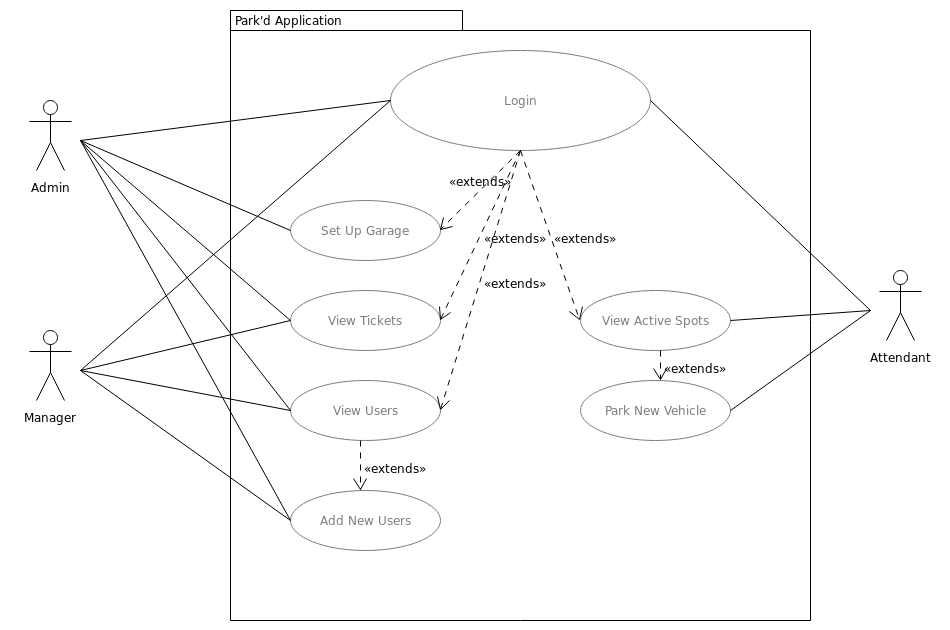 Park'd Application
Login
Admin
«extends»
Set Up Garage
«extends»
«extends»
«extends»
View Tickets
View Active Spots
Attendant
«extends»
Manager
View Users
Park New Vehicle
«extends»
Add New Users